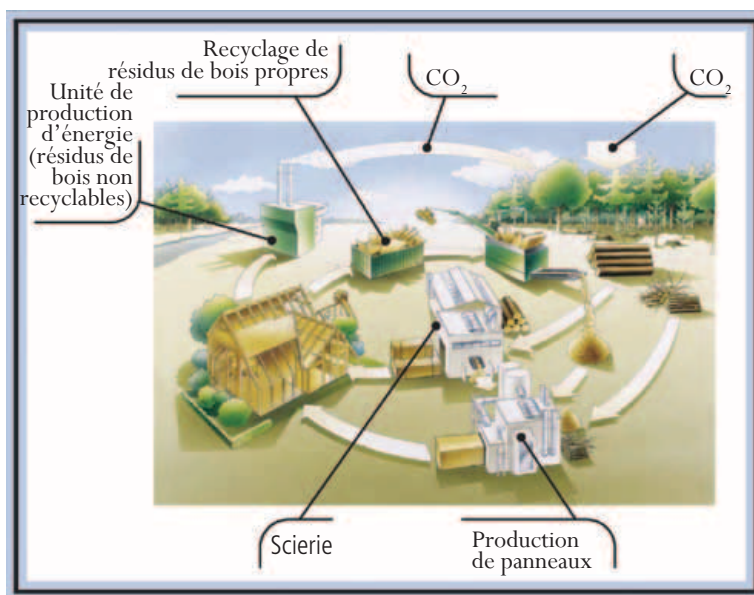 Recyclage de
résidus de bois propres
CO₂
CO₂
Unité de
production
d'énergie
(résidus de
bois non
recyclables)
Scierie
Production
de panneaux